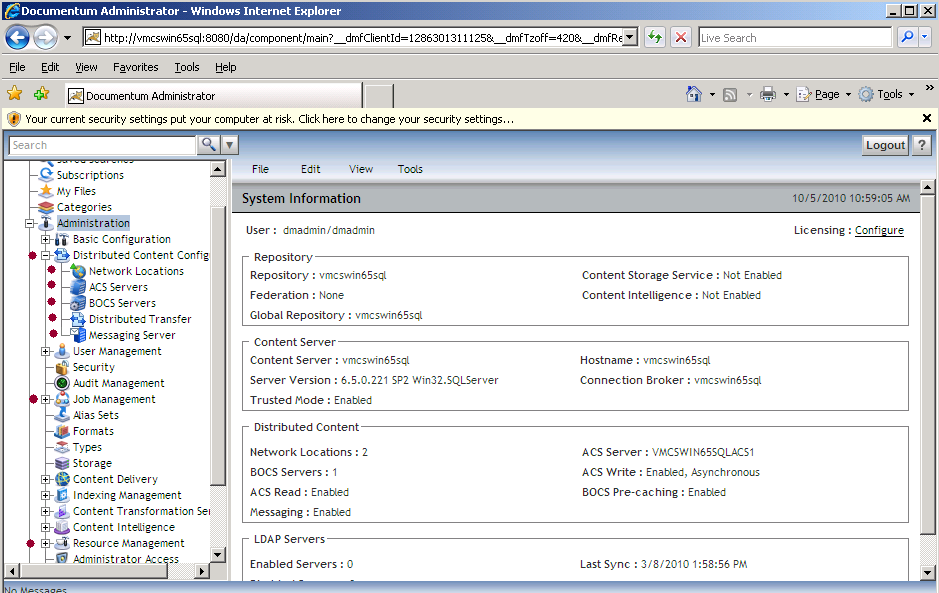 Documentum Administrator - Windows Internet Explorer
http://vmcswin65sql:8080/da/component/main?__dmfClientId=1286301311125&__dmfTzoff=420&__dmfRe
Live Search
File Edit View Favorites Tools Help
Documentum Administrator
Page Tools
Your current security settings put your computer at risk. Click here to change your security settings...
Search
Logout ?
Saved Searches
Subscriptions
My Files
Categories
Administration
Basic Configuration
Distributed Content Config
Network Locations
ACS Servers
BOCS Servers
Distributed Transfer
Messaging Server
User Management
Security
Audit Management
Job Management
Alias Sets
Formats
Types
Storage
Content Delivery
Indexing Management
Content Transformation Ser
Content Intelligence
Resource Management
Administrator Access
File Edit View Tools
System Information 10/5/2010 10:59:05 AM
User : dmadmin/dmadmin Licensing : Configure
Repository
Repository : vmcswin65sql Content Storage Service : Not Enabled
Federation : None Content Intelligence : Not Enabled
Global Repository : vmcswin65sql
Content Server
Content Server : vmcswin65sql Hostname : vmcswin65sql
Server Version : 6.5.0.221 SP2 Win32.SQLServer Connection Broker : vmcswin65sql
Trusted Mode : Enabled
Distributed Content
Network Locations : 2 ACS Server : VMCSWIN65SQLACS1
BOCS Servers : 1 ACS Write : Enabled, Asynchronous
ACS Read : Enabled BOCS Pre-caching : Enabled
Messaging : Enabled
LDAP Servers
Enabled Servers : 0 Last Sync : 3/8/2010 1:58:56 PM
No Messages